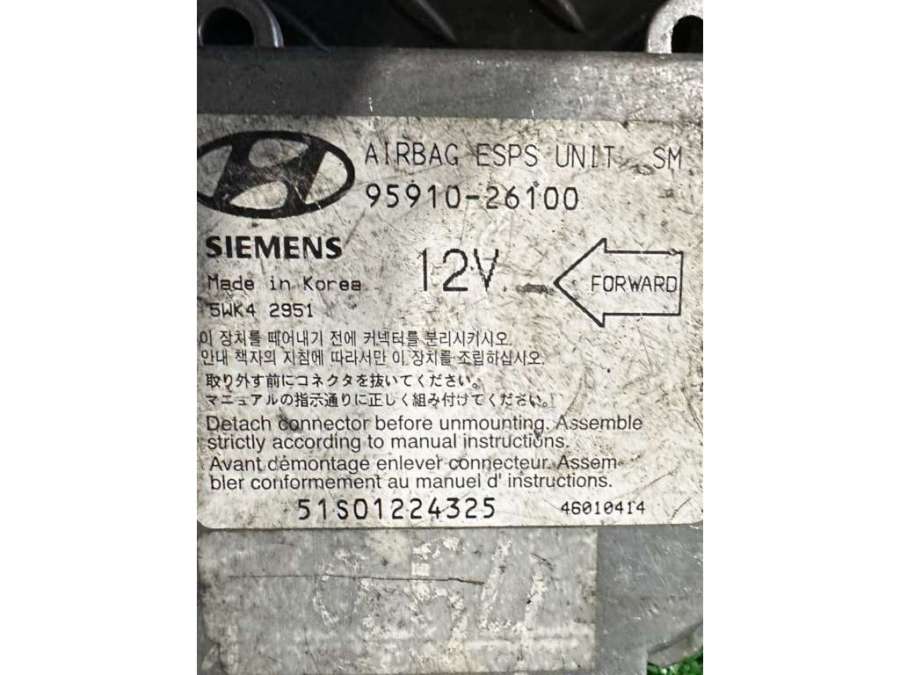 AIRBAG ESPS UNIT SM
95910-26100
SIEMENS
12V
FORWARD
Made in Korea
5WK4 2951
이 장치를 떼어내기 전에 커넥터를 분리시키시오.
안내 책자의 지침에 따라서만 이 장치를 조립하십시오.
取り外す前にコネクタを抜いてください。
マニュアルの指示通りに正しく組み付けてください。
Detach connector before unmounting. Assemble
strictly according to manual instructions.
Avant démontage enlever connecteur. Assem-
bler conformement au manuel d' instructions.
51S01224325
46010414